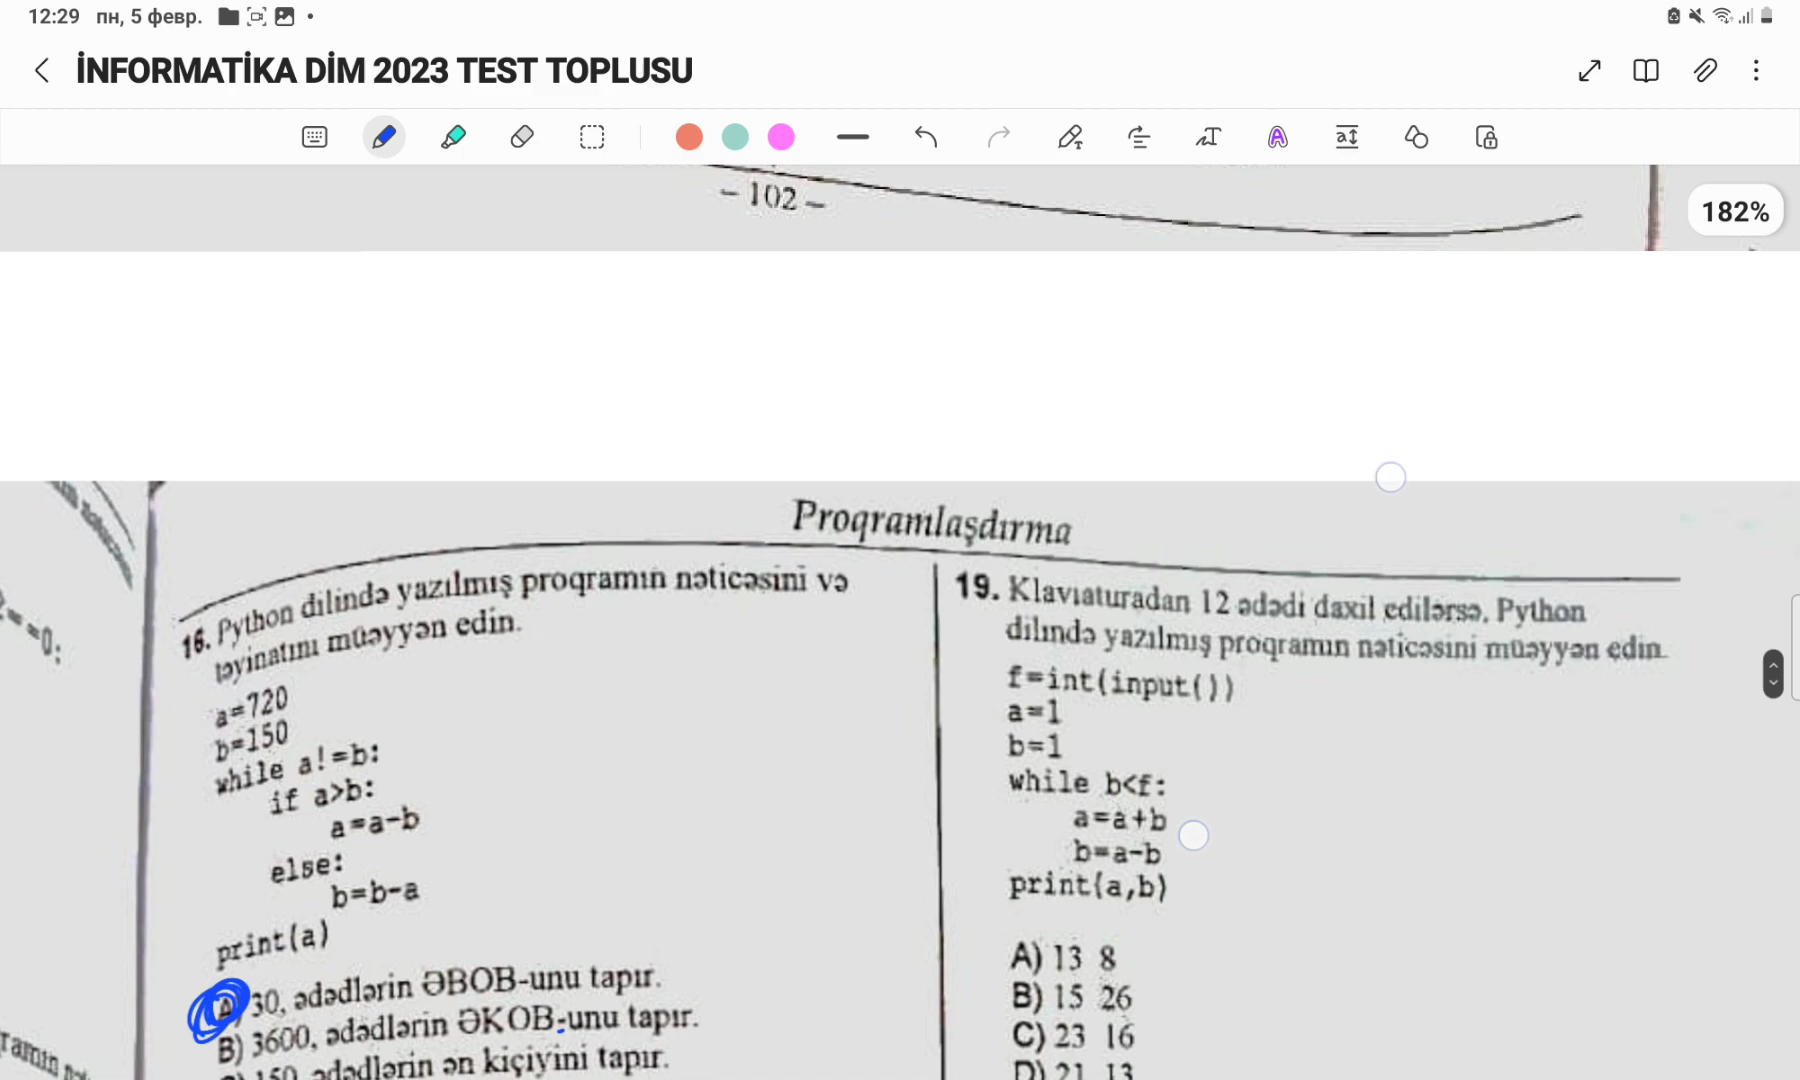 12:29 пн, 5 февр.
İNFORMATİKA DİM 2023 TEST TOPLUSU
– 102 –
182%
Proqramlaşdırma
16. Python dilində yazılmış proqramın nəticəsini və
təyinatını müəyyən edin.
a=720
b=150
while a!=b:
if a>b:
a=a-b
else:
b=b-a
print(a)
A) 30, ədədlərin ƏBOB-unu tapır.
B) 3600, ədədlərin ƏKOB-unu tapır.
150, ədədlərin ən kiçiyini tapır.
19. Klaviaturadan 12 ədədi daxil edilərsə, Python
dilində yazılmış proqramın nəticəsini müəyyən edin.
f=int(input())
a=1
b=1
while b<f:
a=a+b
b=a-b
print(a,b)
A) 13 8
B) 15 26
C) 23 16
D) 21 13